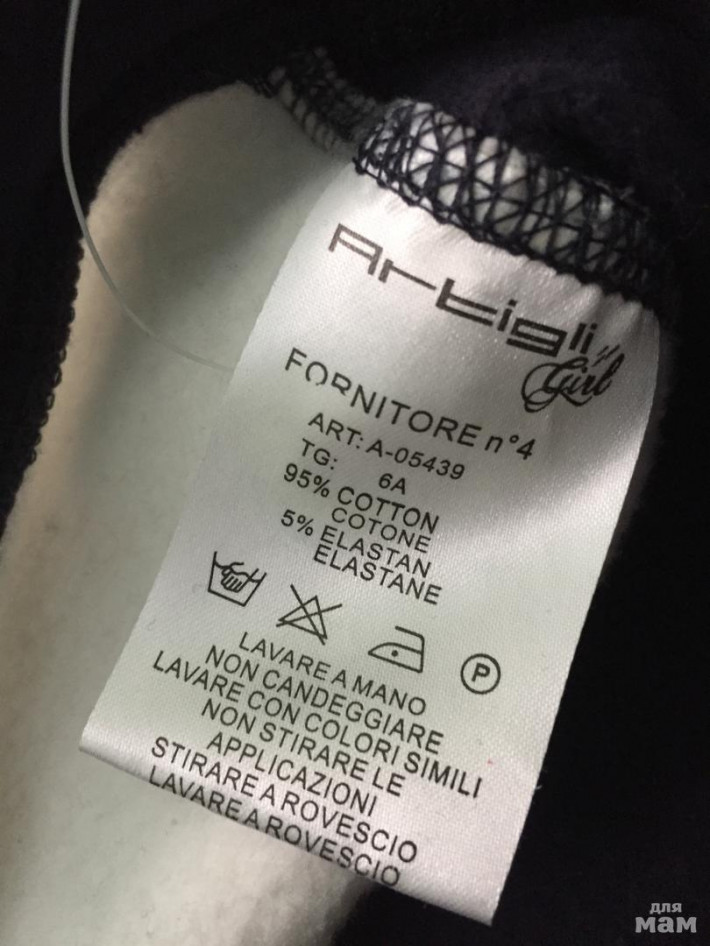 Artigli
Girl
FORNITORE n°4
ART: A-05439
TG: 6A
95% COTTON
COTONE
5% ELASTAN
ELASTANE
P
LAVARE A MANO
NON CANDEGGIARE
LAVARE CON COLORI SIMILI
NON STIRARE LE
APPLICAZIONI
STIRARE A ROVESCIO
LAVARE A ROVESCIO
для
мам